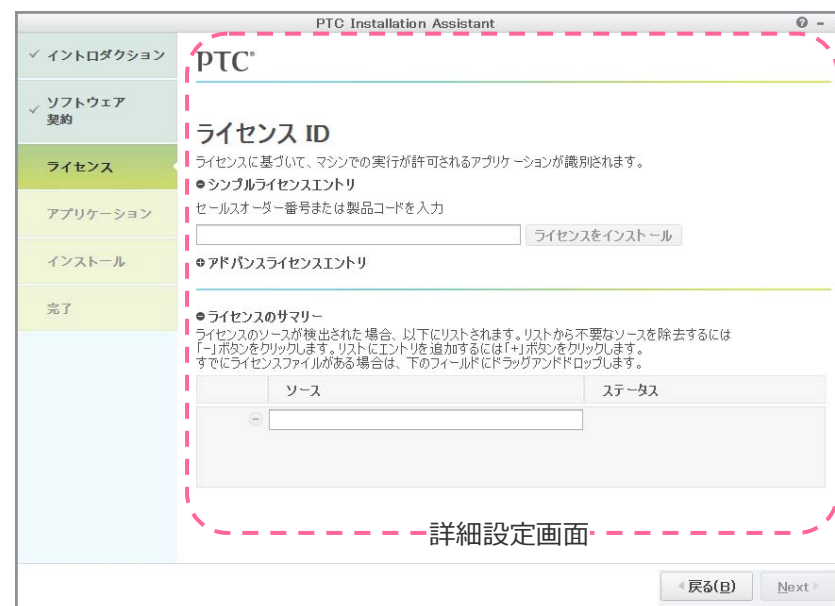 PTC Installation Assistant
イントロダクション
ソフトウェア
契約
ライセンス
アプリケーション
インストール
完了
PTC®
ライセンス ID
ライセンスに基づいて、マシンでの実行が許可されるアプリケーションが識別されます。
シンプルライセンスエントリ
セールスオーダー番号または製品コードを入力
ライセンスをインストール
アドバンスライセンスエントリ
ライセンスのサマリー
ライセンスのソースが検出された場合、以下にリストされます。リストから不要なソースを除去するには
「-」ボタンをクリックします。リストにエントリを追加するには「+」ボタンをクリックします。
すでにライセンスファイルがある場合は、下のフィールドにドラッグアンドドロップします。
ソース ステータス
詳細設定画面
戻る(B) Next